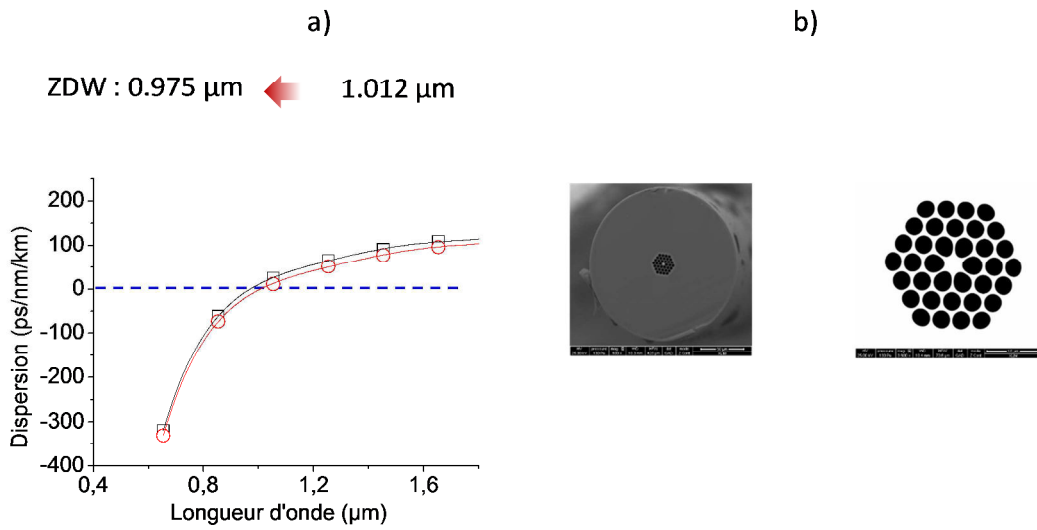 a)
b)
ZDW : 0.975 µm
1.012 µm
Dispersion (ps/nm/km)
200
100
0
-100
-200
-300
-400
0,4
0,8
1,2
1,6
Longueur d'onde (µm)